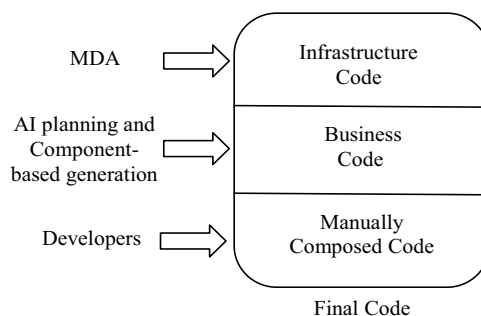 MDA
Infrastructure
Code
AI planning and
Component-
based generation
Business
Code
Developers
Manually
Composed Code
Final Code